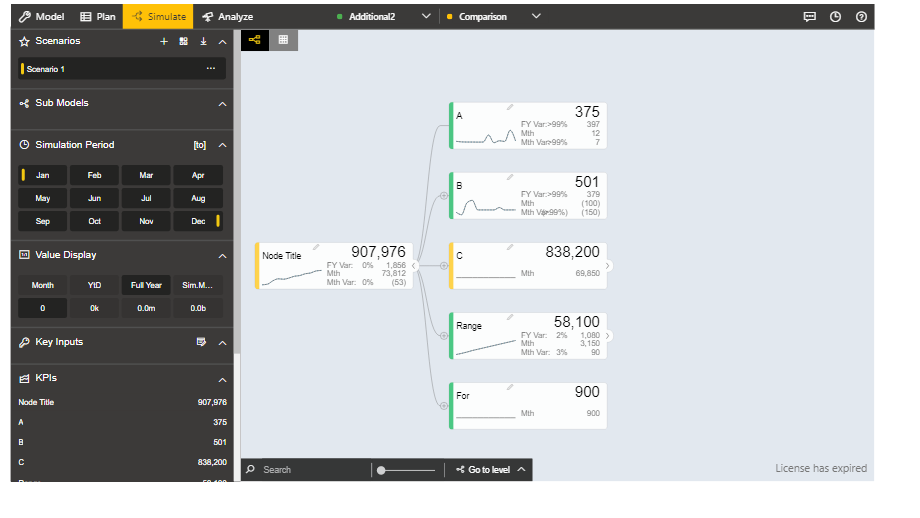 Model Plan Simulate Analyze Additional2 Comparison
Scenarios
Scenario 1
Sub Models
Simulation Period [to]
Jan Feb Mar Apr
May Jun Jul Aug
Sep Oct Nov Dec
Value Display
Month YtD Full Year Sim.M...
0 0k 0.0m 0.0b
Key Inputs
KPIs
Node Title 907,976
A 375
B 501
C 838,200
Node Title 907,976
FY Var: 0% 1,856
Mth 73,812
Mth Var: 0% (53)
A 375
FY Var:>99% 397
Mth 12
Mth Var>99% 7
B 501
FY Var:>99% 379
Mth (100)
(150)
C 838,200
Mth 69,850
Range 58,100
FY Var: 2% 1,080
Mth 3,150
Mth Var: 3% 90
For 900
Mth 900
Search Go to level
License has expired